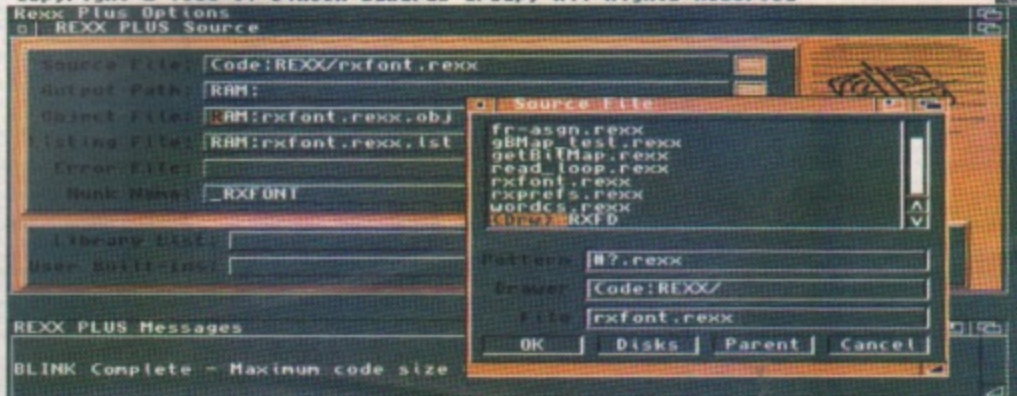 Rexx Plus Options
REXX PLUS Source
Source File: Code:REXX/rxfont.rexx
Output Path: RAM:
Object File: RAM:rxfont.rexx.obj
Listing File: RAM:rxfont.rexx.lst
Error File:
Hunk Name: _RXFONT
Library List:
User Built-ins:
Source File
fr-asgn.rexx
gBMap_test.rexx
getBitMap.rexx
read_loop.rexx
rxfont.rexx
rxprefs.rexx
wordcs.rexx
(Drw) RXFD
Pattern #?.rexx
Drawer Code:REXX/
File rxfont.rexx
OK Disks Parent Cancel
REXX PLUS Messages
BLINK Complete - Maximum code size